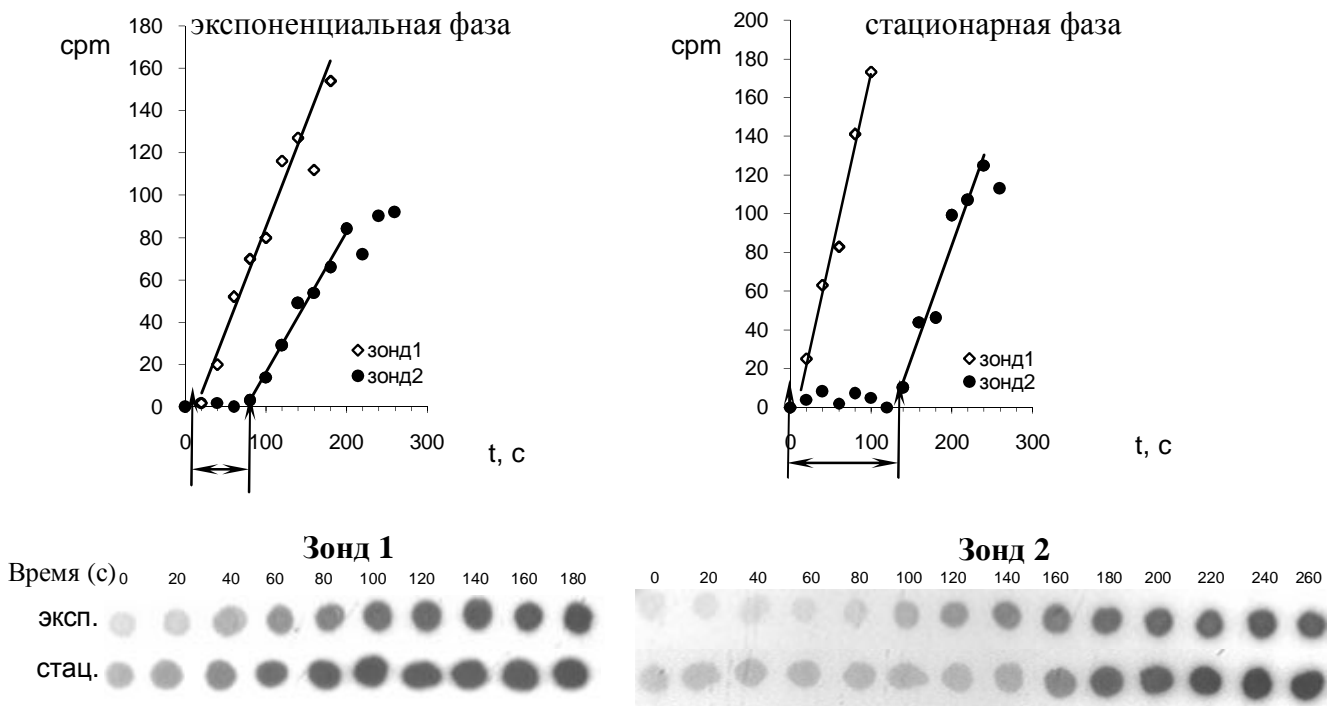 экспоненциальная фаза
cpm
180
160
140
120
100
80
60
40
20
0
0 100 200 300
t, c
зонд1
зонд2
стационарная фаза
cpm
200
180
160
140
120
100
80
60
40
20
0
0 100 200 300
t, c
зонд1
зонд2
Зонд 1
Время (с) 0 20 40 60 80 100 120 140 160 180
эксп.
стац.
Зонд 2
0 20 40 60 80 100 120 140 160 180 200 220 240 260